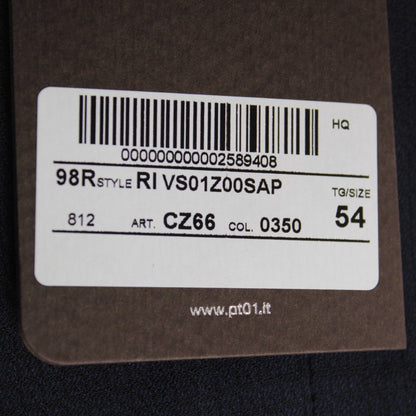 HQ
000000000002589408
98R STYLE RI VS01Z00SAP TG/SIZE
812 ART. CZ66 COL. 0350 54
www.pt01.it